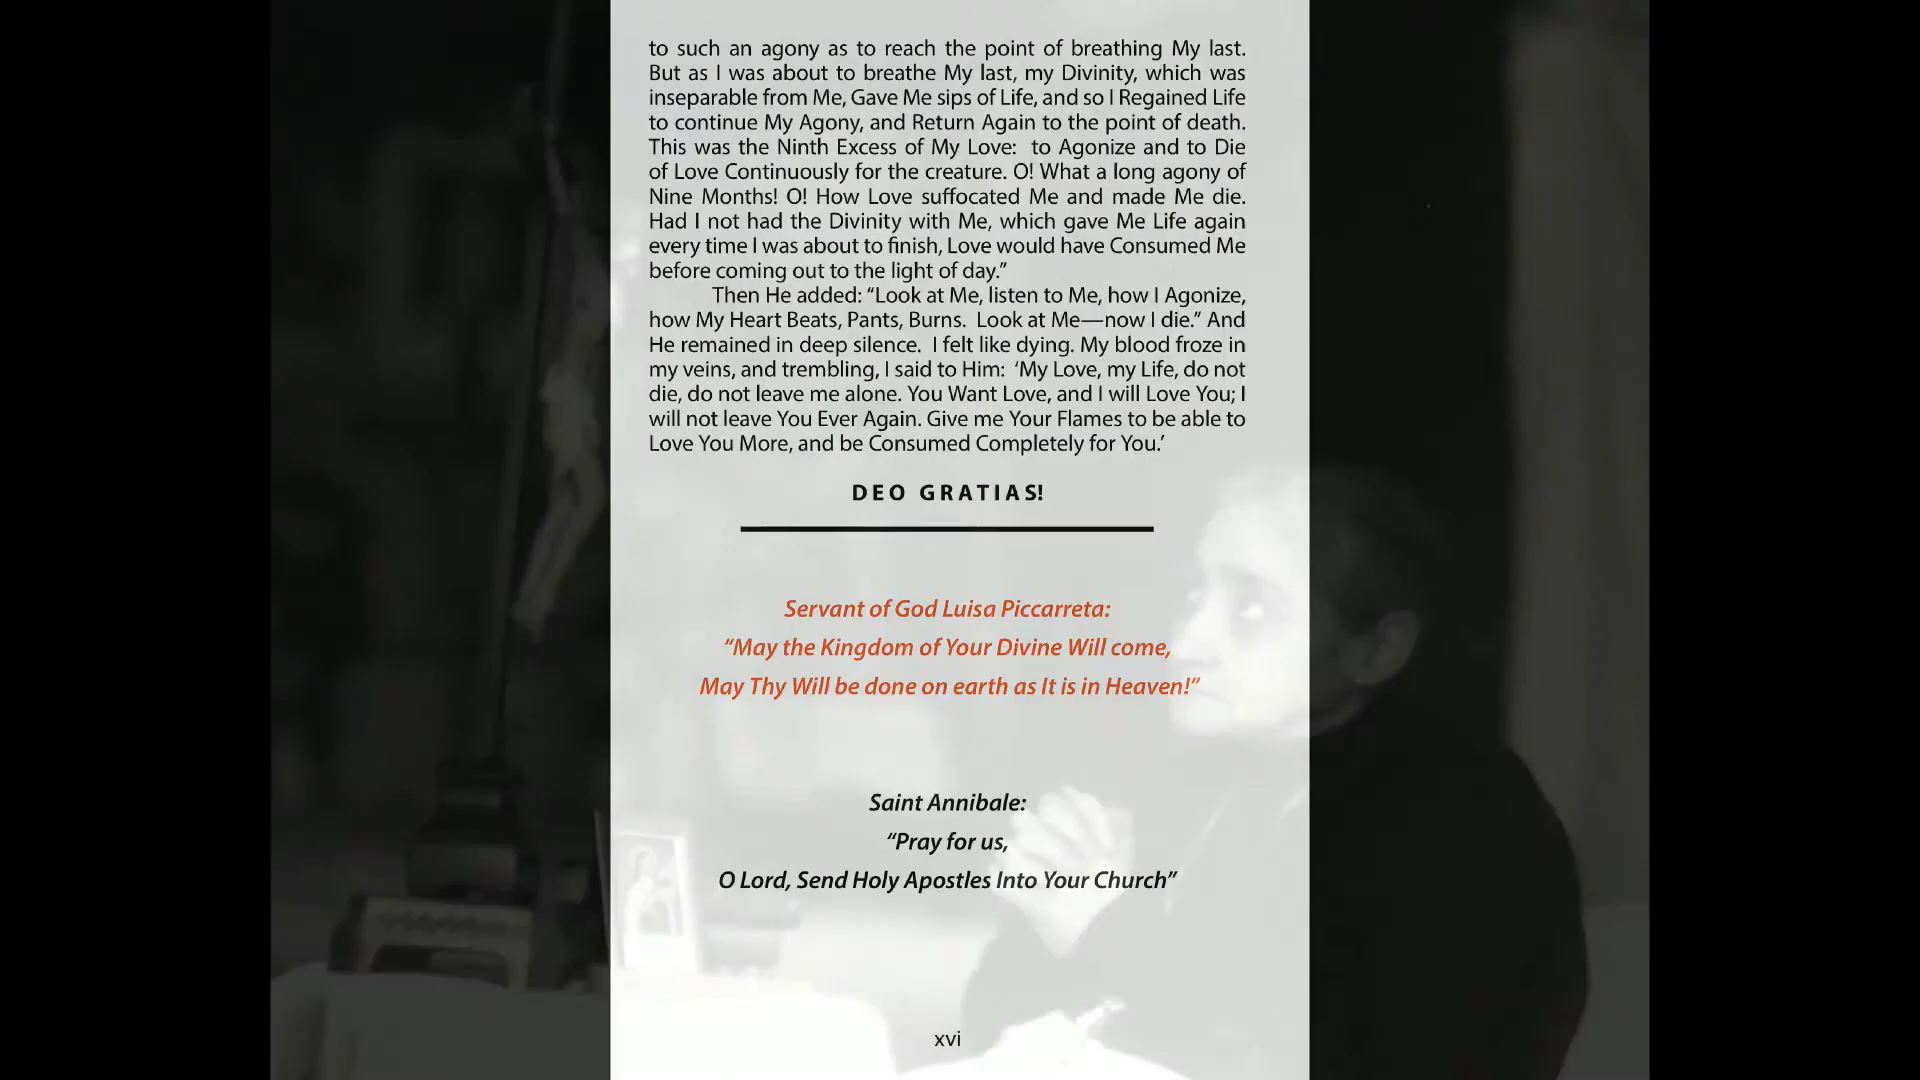 to such an agony as to reach the point of breathing My last.
But as I was about to breathe My last, my Divinity, which was
inseparable from Me, Gave Me sips of Life, and so I Regained Life
to continue My Agony, and Return Again to the point of death.
This was the Ninth Excess of My Love:  to Agonize and to Die
of Love Continuously for the creature. O! What a long agony of
Nine Months! O! How Love suffocated Me and made Me die.
Had I not had the Divinity with Me, which gave Me Life again
every time I was about to finish, Love would have Consumed Me
before coming out to the light of day.”
Then He added: “Look at Me, listen to Me, how I Agonize,
how My Heart Beats, Pants, Burns.  Look at Me—now I die.” And
He remained in deep silence.  I felt like dying. My blood froze in
my veins, and trembling, I said to Him:  ‘My Love, my Life, do not
die, do not leave me alone. You Want Love, and I will Love You; I
will not leave You Ever Again. Give me Your Flames to be able to
Love You More, and be Consumed Completely for You.’
DEO GRATIAS!
Servant of God Luisa Piccarreta:
“May the Kingdom of Your Divine Will come,
May Thy Will be done on earth as It is in Heaven!”
Saint Annibale:
“Pray for us,
O Lord, Send Holy Apostles Into Your Church”
xvi